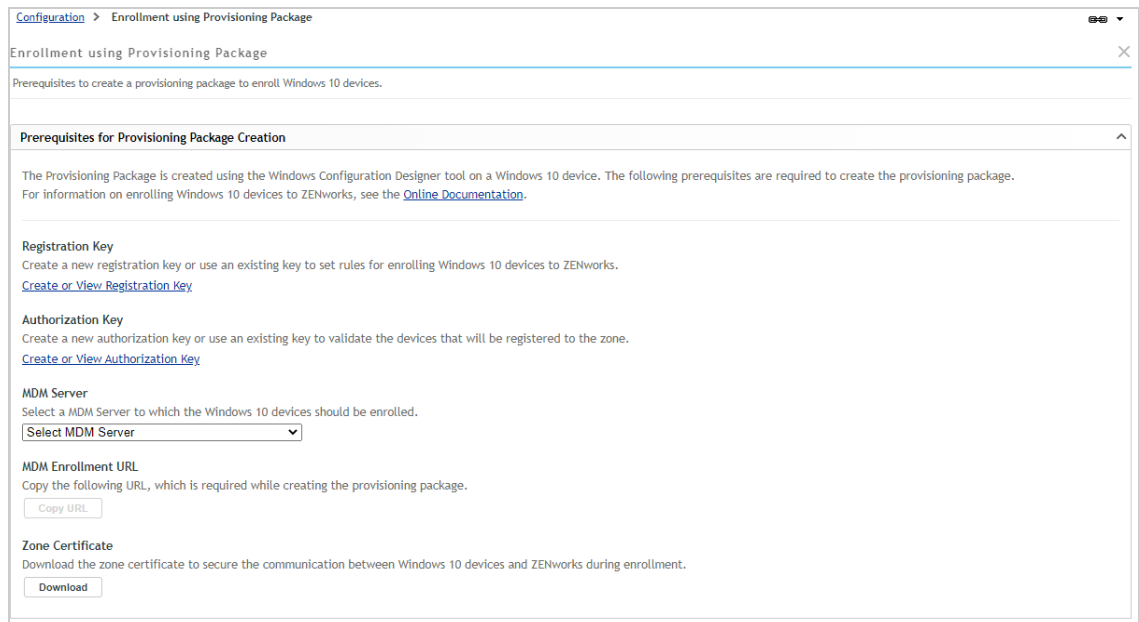 Configuration > Enrollment using Provisioning Package
Enrollment using Provisioning Package
Prerequisites to create a provisioning package to enroll Windows 10 devices.
Prerequisites for Provisioning Package Creation
The Provisioning Package is created using the Windows Configuration Designer tool on a Windows 10 device. The following prerequisites are required to create the provisioning package.
For information on enrolling Windows 10 devices to ZENworks, see the Online Documentation.
Registration Key
Create a new registration key or use an existing key to set rules for enrolling Windows 10 devices to ZENworks.
Create or View Registration Key
Authorization Key
Create a new authorization key or use an existing key to validate the devices that will be registered to the zone.
Create or View Authorization Key
MDM Server
Select a MDM Server to which the Windows 10 devices should be enrolled.
Select MDM Server
MDM Enrollment URL
Copy the following URL, which is required while creating the provisioning package.
Copy URL
Zone Certificate
Download the zone certificate to secure the communication between Windows 10 devices and ZENworks during enrollment.
Download